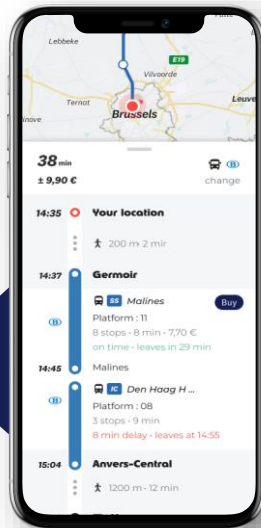 Lebbeke
E19
Vilvoorde
Ternat
Leuve
inove
Brussels
38 min
± 9,90 €
change
14:35 Your location
200 m- 2 mir
14:37 Germoir
S5 Malines
Buy
Platform : 11
B
8 stops - 8 min - 7,70 €
on time - leaves in 29 min
14:45 Malines
IC Den Haag H ...
B
Platform : 08
3 stops - 9 min
8 min delay - leaves at 14:55
15:04 Anvers-Central
1200 m - 12 min